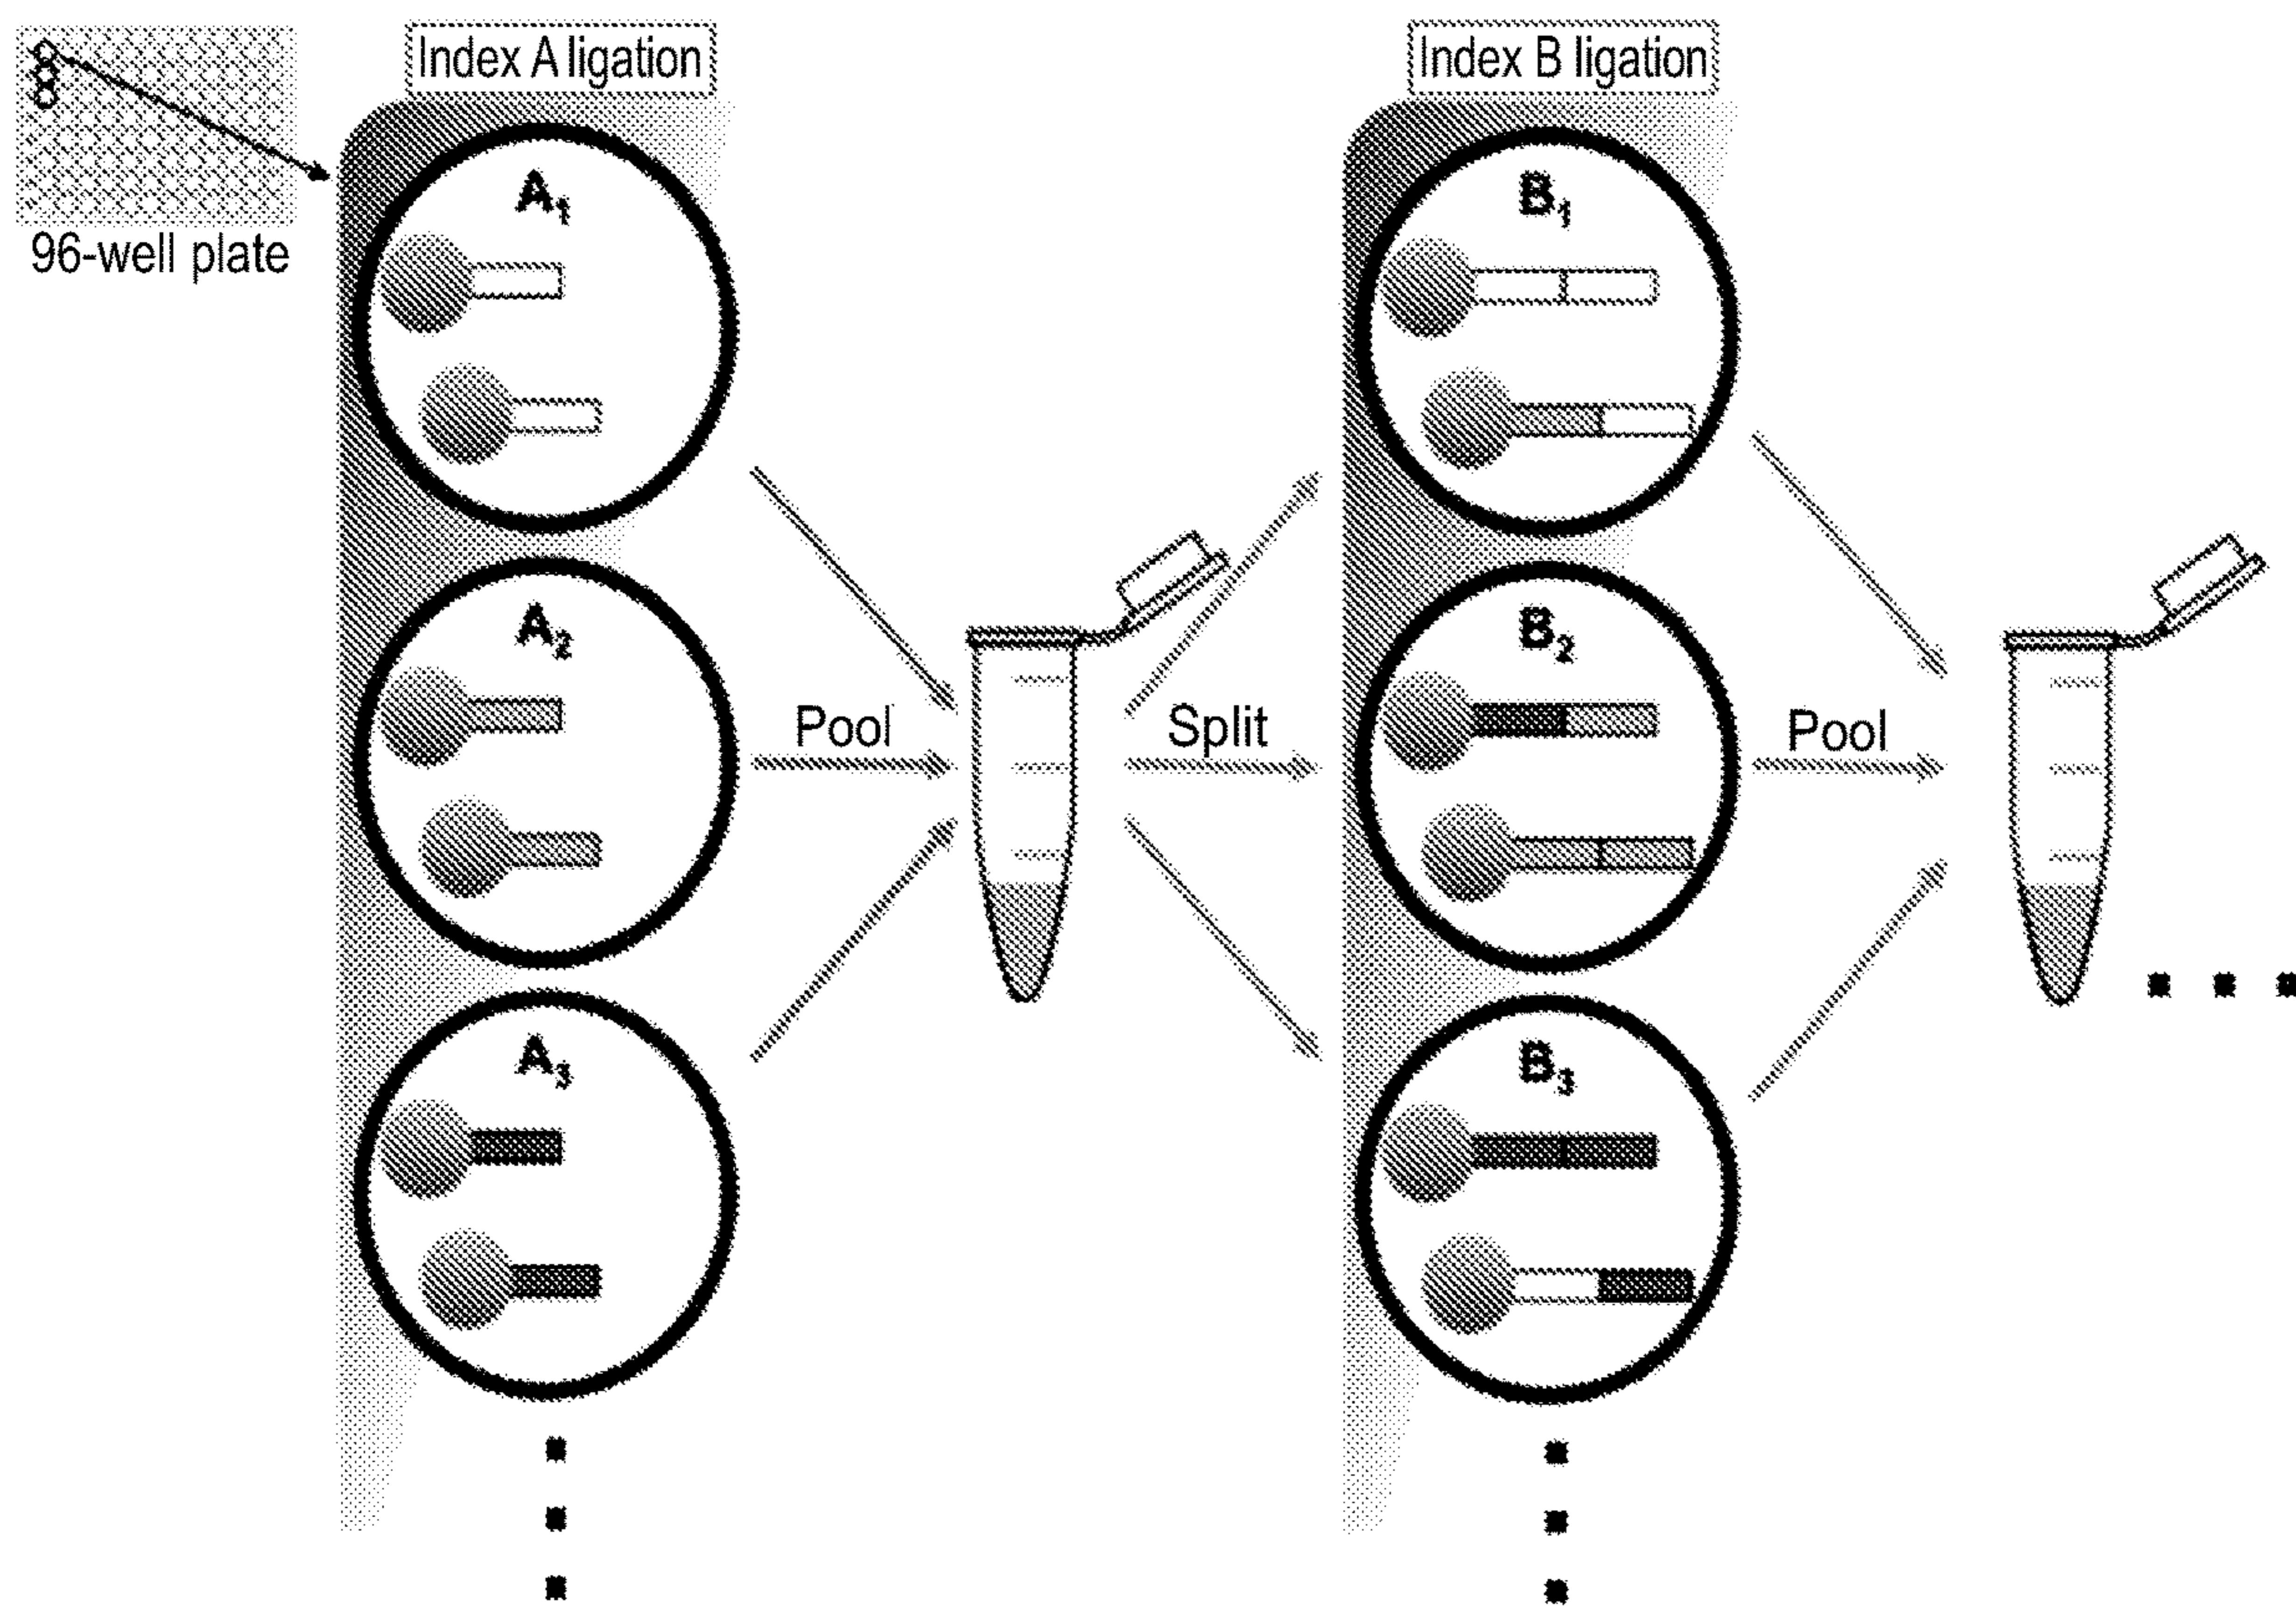 Index A ligation
Index B ligation
96-well plate
A₁
B₁
A₂
B₂
Pool
Split
Pool
A₃
B₃